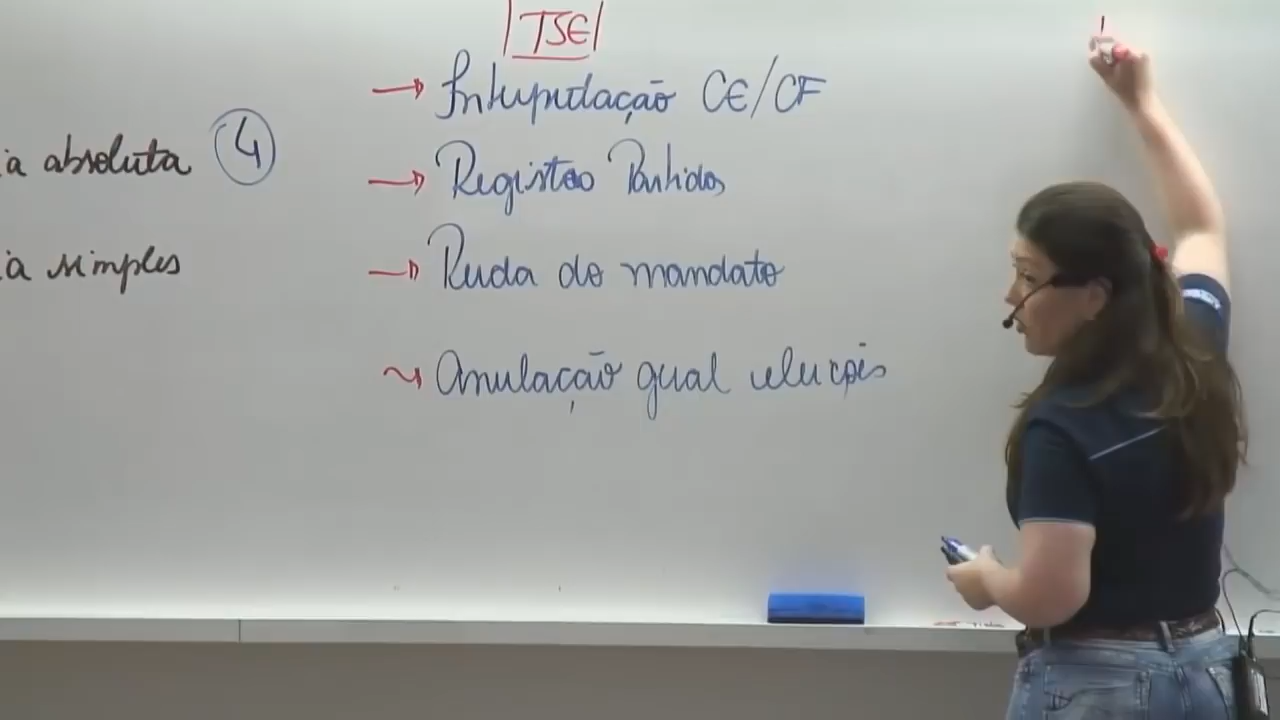 TSE
→ Interpretação CE/CF
ia absoluta 4
→ Registro Partidos
ia simples
→ Perda do mandato
~ Anulação geral eleições